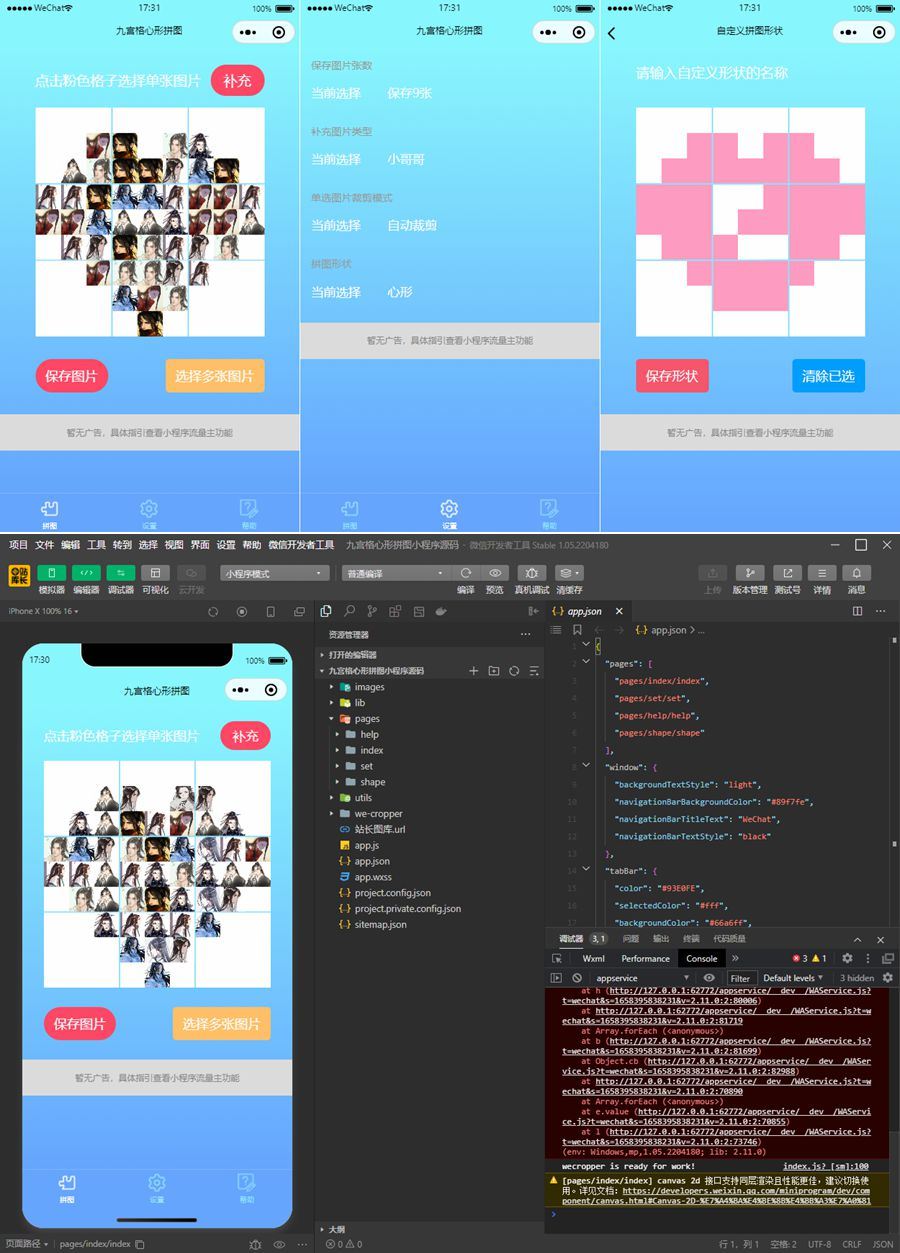 WeChat 17:31 100%
九宫格心形拼图
点击粉色格子选择单张图片 补充
保存图片 选择多张图片
暂无广告，具体指引查看小程序流量主功能
拼图 设置 帮助
WeChat 17:31 100%
九宫格心形拼图
保存图片张数
当前选择 保存9张
补充图片类型
当前选择 小哥哥
单选图片裁剪模式
当前选择 自动裁剪
拼图形状
当前选择 心形
暂无广告，具体指引查看小程序流量主功能
拼图 设置 帮助
WeChat 17:31 100%
自定义拼图形状
请输入自定义形状的名称
保存形状 清除已选
暂无广告，具体指引查看小程序流量主功能
项目 文件 编辑 工具 转到 选择 视图 界面 设置 帮助 微信开发者工具 九宫格心形拼图小程序源码 - 微信开发者工具 Stable 1.05.2204180
小程序模式 普通编译
模拟器 编辑器 调试器 可视化 云开发 编译 预览 真机调试 清缓存 上传 版本管理 测试号 详情 消息
iPhone X 100% 16
17:30 100%
九宫格心形拼图
点击粉色格子选择单张图片 补充
保存图片 选择多张图片
暂无广告，具体指引查看小程序流量主功能
拼图 设置 帮助
页面路径 pages/index/index
资源管理器
打开的编辑器
九宫格心形拼图小程序源码
images
lib
pages
help
index
set
shape
utils
we-cropper
站长图库.url
app.js
app.json
app.wxss
project.config.json
project.private.config.json
sitemap.json
大纲
0 0
app.json
app.json > ...
1 {
2 "pages": [
3 "pages/index/index",
4 "pages/set/set",
5 "pages/help/help",
6 "pages/shape/shape"
7 ],
8 "window": {
9 "backgroundTextStyle": "light",
10 "navigationBarBackgroundColor": "#89f7fe",
11 "navigationBarTitleText": "WeChat",
12 "navigationBarTextStyle": "black"
13 },
14 "tabBar": {
15 "color": "#93E0FE",
16 "selectedColor": "#fff",
17 "backgroundColor": "#66a6ff",
调试器 3, 1 问题 输出 终端 代码质量
Wxml Performance Console 3 1
appservice Filter Default levels 3 hidden
at h (http://127.0.0.1:62772/appservice/__dev__/WAService.js?
t=wechat&s=1658395838231&v=2.11.0:2:80006)
at http://127.0.0.1:62772/appservice/__dev__/WAService.js?t=w
echat&s=1658395838231&v=2.11.0:2:81719
at Array.forEach (<anonymous>)
at b (http://127.0.0.1:62772/appservice/__dev__/WAService.js?
t=wechat&s=1658395838231&v=2.11.0:2:81699)
at Object.cb (http://127.0.0.1:62772/appservice/__dev__/WASer
vice.js?t=wechat&s=1658395838231&v=2.11.0:2:82988)
at http://127.0.0.1:62772/appservice/__dev__/WAService.js?t=w
echat&s=1658395838231&v=2.11.0:2:70890
at Array.forEach (<anonymous>)
at e.value (http://127.0.0.1:62772/appservice/__dev__/WAServi
ce.js?t=wechat&s=1658395838231&v=2.11.0:2:70855)
at l (http://127.0.0.1:62772/appservice/__dev__/WAService.js?
t=wechat&s=1658395838231&v=2.11.0:2:73746)
(env: Windows,mp,1.05.2204180; lib: 2.11.0)
wecropper is ready for work! index.js? [sm]:100
[pages/index/index] canvas 2d 接口支持同层渲染且性能更佳，建议切换使
用。详见文档：https://developers.weixin.qq.com/miniprogram/dev/com
ponent/canvas.html#Canvas-2D-%E7%A4%BA%E4%BE%8B%E4%BB%A3%E7%A0%81
行 1，列 1 空格: 2 UTF-8 CRLF JSON